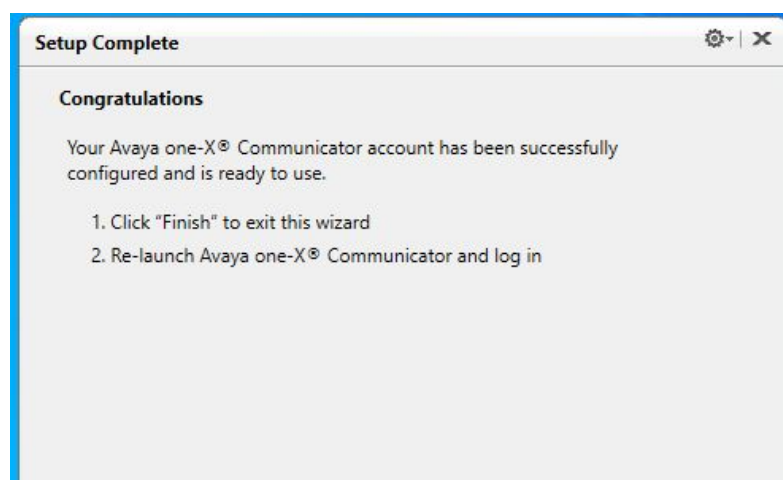 Setup Complete
Congratulations
Your Avaya one-X® Communicator account has been successfully
configured and is ready to use.
1. Click "Finish" to exit this wizard
2. Re-launch Avaya one-X® Communicator and log in